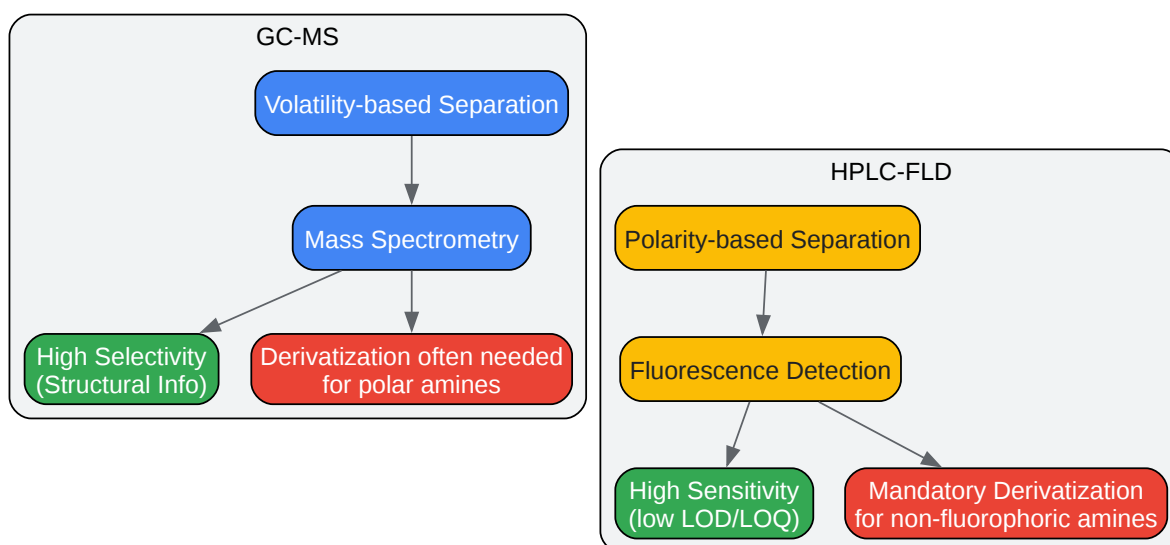 GC-MS
Volatility-based Separation
Mass Spectrometry
High Selectivity
(Structural Info)
Derivatization often needed
for polar amines
HPLC-FLD
Polarity-based Separation
Fluorescence Detection
High Sensitivity
(low LOD/LOQ)
Mandatory Derivatization
for non-fluorophoric amines